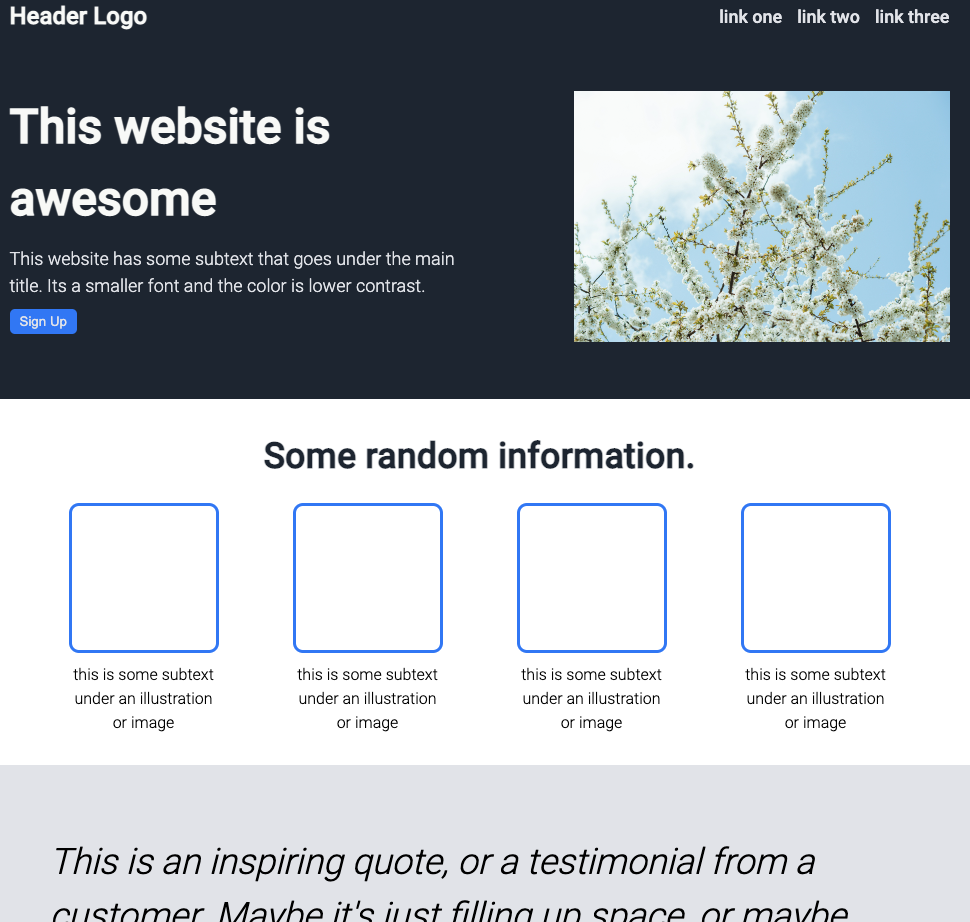 Header Logo
link one link two link three
This website is
awesome
This website has some subtext that goes under the main
title. Its a smaller font and the color is lower contrast.
Sign Up
Some random information.
this is some subtext
under an illustration
or image
this is some subtext
under an illustration
or image
this is some subtext
under an illustration
or image
this is some subtext
under an illustration
or image
This is an inspiring quote, or a testimonial from a
customer. Maybe it's just filling up space, or maybe